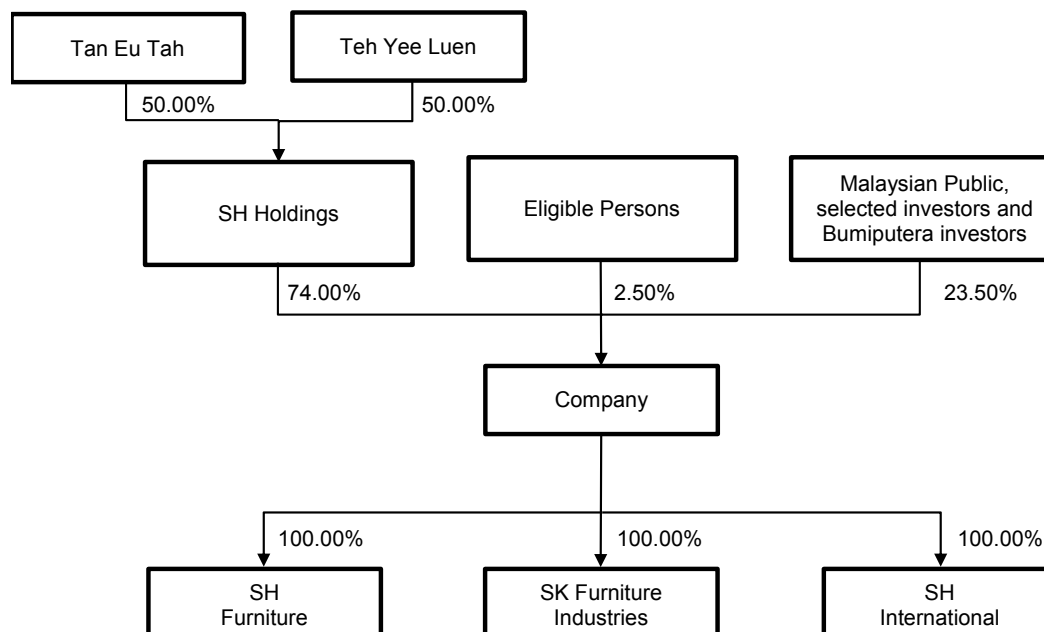 Tan Eu Tah
Teh Yee Luen
50.00%
50.00%
SH Holdings
Eligible Persons
Malaysian Public,
selected investors and
Bumiputera investors
74.00%
2.50%
23.50%
Company
100.00%
100.00%
100.00%
SH
Furniture
SK Furniture
Industries
SH
International